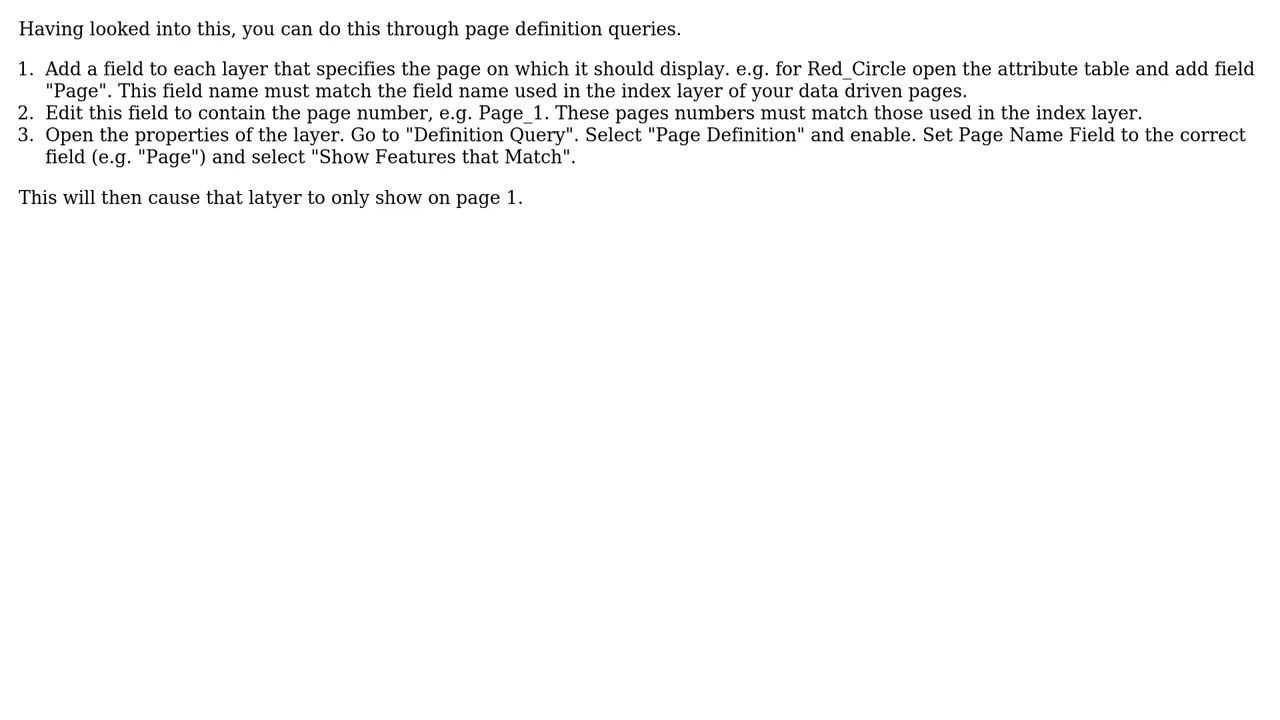 Having looked into this, you can do this through page definition queries.
1. Add a field to each layer that specifies the page on which it should display. e.g. for Red_Circle open the attribute table and add field
"Page". This field name must match the field name used in the index layer of your data driven pages.
2. Edit this field to contain the page number, e.g. Page_1. These pages numbers must match those used in the index layer.
3. Open the properties of the layer. Go to "Definition Query". Select "Page Definition" and enable. Set Page Name Field to the correct
field (e.g. "Page") and select "Show Features that Match".
This will then cause that latyer to only show on page 1.